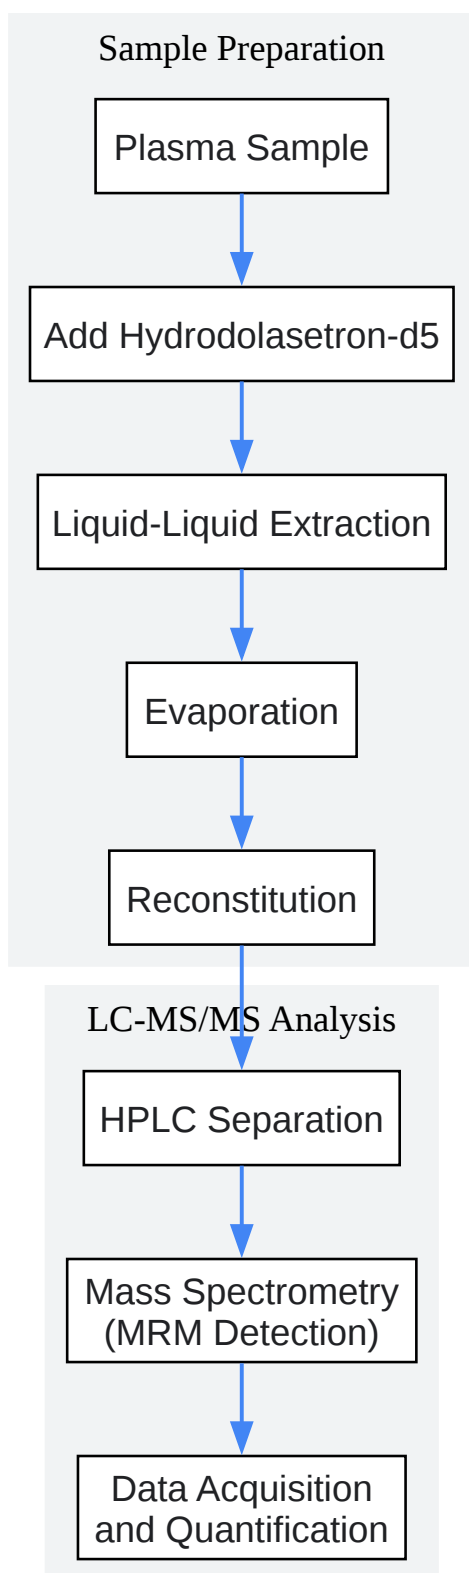 Sample Preparation
Plasma Sample
Add Hydrodolasetron-d5
Liquid-Liquid Extraction
Evaporation
Reconstitution
LC-MS/MS Analysis
HPLC Separation
Mass Spectrometry
(MRM Detection)
Data Acquisition
and Quantification